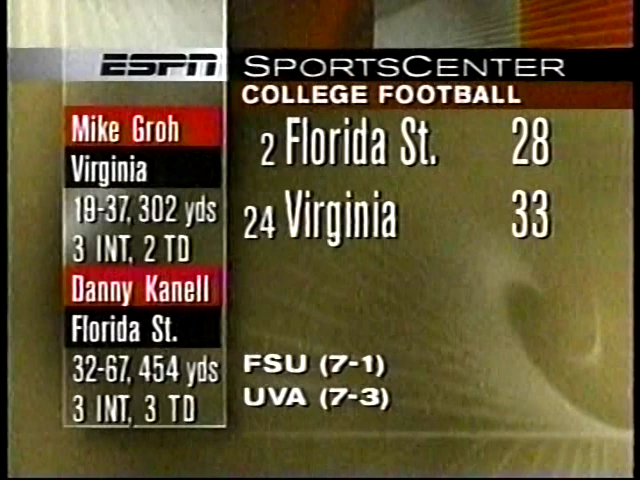 ESPN SPORTSCENTER
COLLEGE FOOTBALL
2 Florida St. 28
24 Virginia 33
FSU (7-1)
UVA (7-3)
Mike Groh
Virginia
19-37, 302 yds
3 INT, 2 TD
Danny Kanell
Florida St.
32-67, 454 yds
3 INT, 3 TD